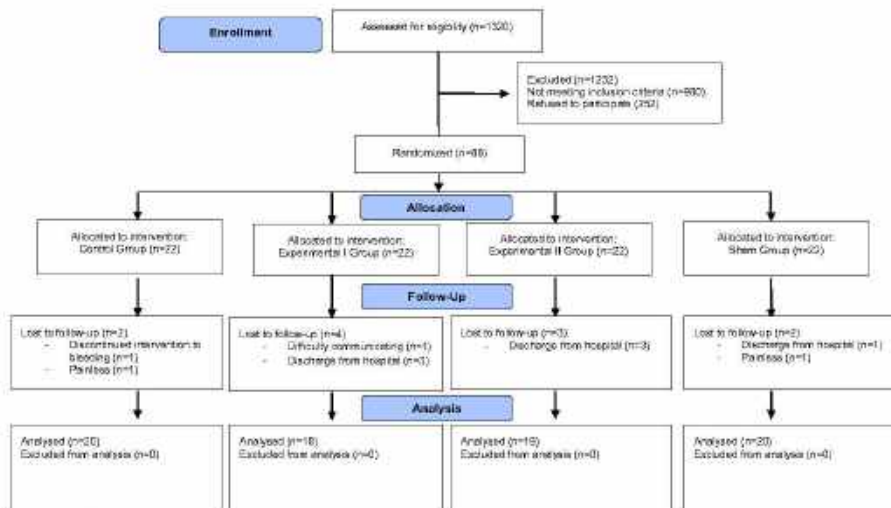 Enrollment
Assessed for eligibility (n=1320)
Excluded (n=1232)
Not meeting inclusion criteria (n=980)
Refused to participate (252)
Randomized (n=88)
Allocation
Allocated to intervention:
Control Group (n=22)
Allocated to intervention:
Experimental I Group (n=22)
Allocated to intervention:
Experimental II Group (n=22)
Allocated to intervention:
Sham Group (n=22)
Follow-Up
Lost to follow-up (n=2)
- Discontinued intervention to
bleeding (n=1)
- Painless (n=1)
Lost to follow-up (n=4)
- Difficulty communicating (n=1)
- Discharge from hospital (n=3)
Lost to follow-up (n=3)
- Discharge from hospital (n=3)
Lost to follow-up (n=2)
- Discharge from hospital (n=1)
- Painless (n=1)
Analysis
Analysed (n=20)
Excluded from analysis (n=0)
Analysed (n=18)
Excluded from analysis (n=0)
Analysed (n=19)
Excluded from analysis (n=0)
Analysed (n=20)
Excluded from analysis (n=0)